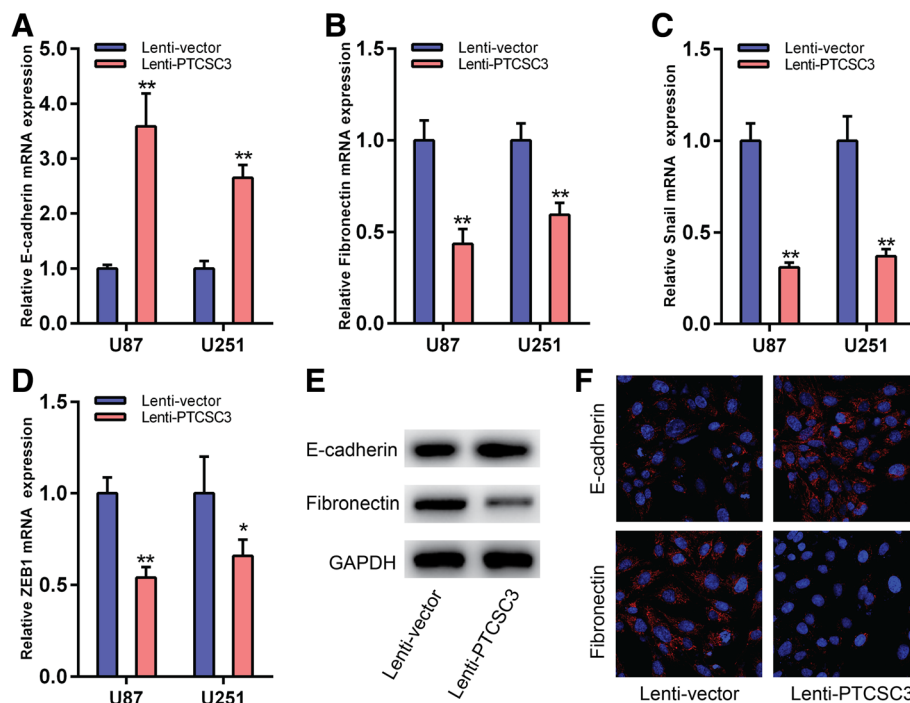 A
Relative E-cadherin mRNA expression
5.0
4.0
3.0
2.0
1.0
0.0
Lenti-vector
Lenti-PTCSC3
**
**
U87
U251
B
Relative Fibronectin mRNA expression
1.5
1.0
0.5
0.0
Lenti-vector
Lenti-PTCSC3
**
**
U87
U251
C
Relative Snail mRNA expression
1.5
1.0
0.5
0.0
Lenti-vector
Lenti-PTCSC3
**
**
U87
U251
D
Relative ZEB1 mRNA expression
1.5
1.0
0.5
0.0
Lenti-vector
Lenti-PTCSC3
**
*
U87
U251
E
E-cadherin
Fibronectin
GAPDH
Lenti-vector
Lenti-PTCSC3
F
E-cadherin
Fibronectin
Lenti-vector
Lenti-PTCSC3